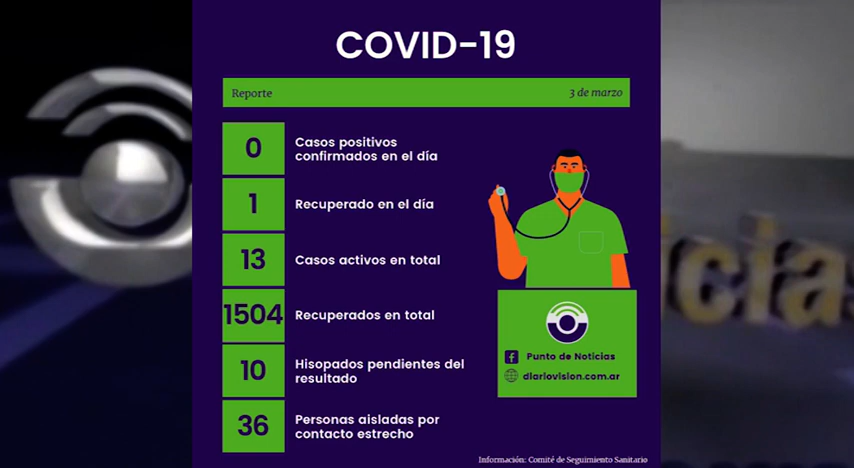 COVID-19
Reporte 3 de marzo
0
Casos positivos
confirmados en el día
1
Recuperado en el día
13
Casos activos en total
1504
Recuperados en total
10
Hisopados pendientes del
resultado
36
Personas aisladas por
contacto estrecho
Punto de Noticias
diariovision.com.ar
Información: Comité de Seguimiento Sanitario